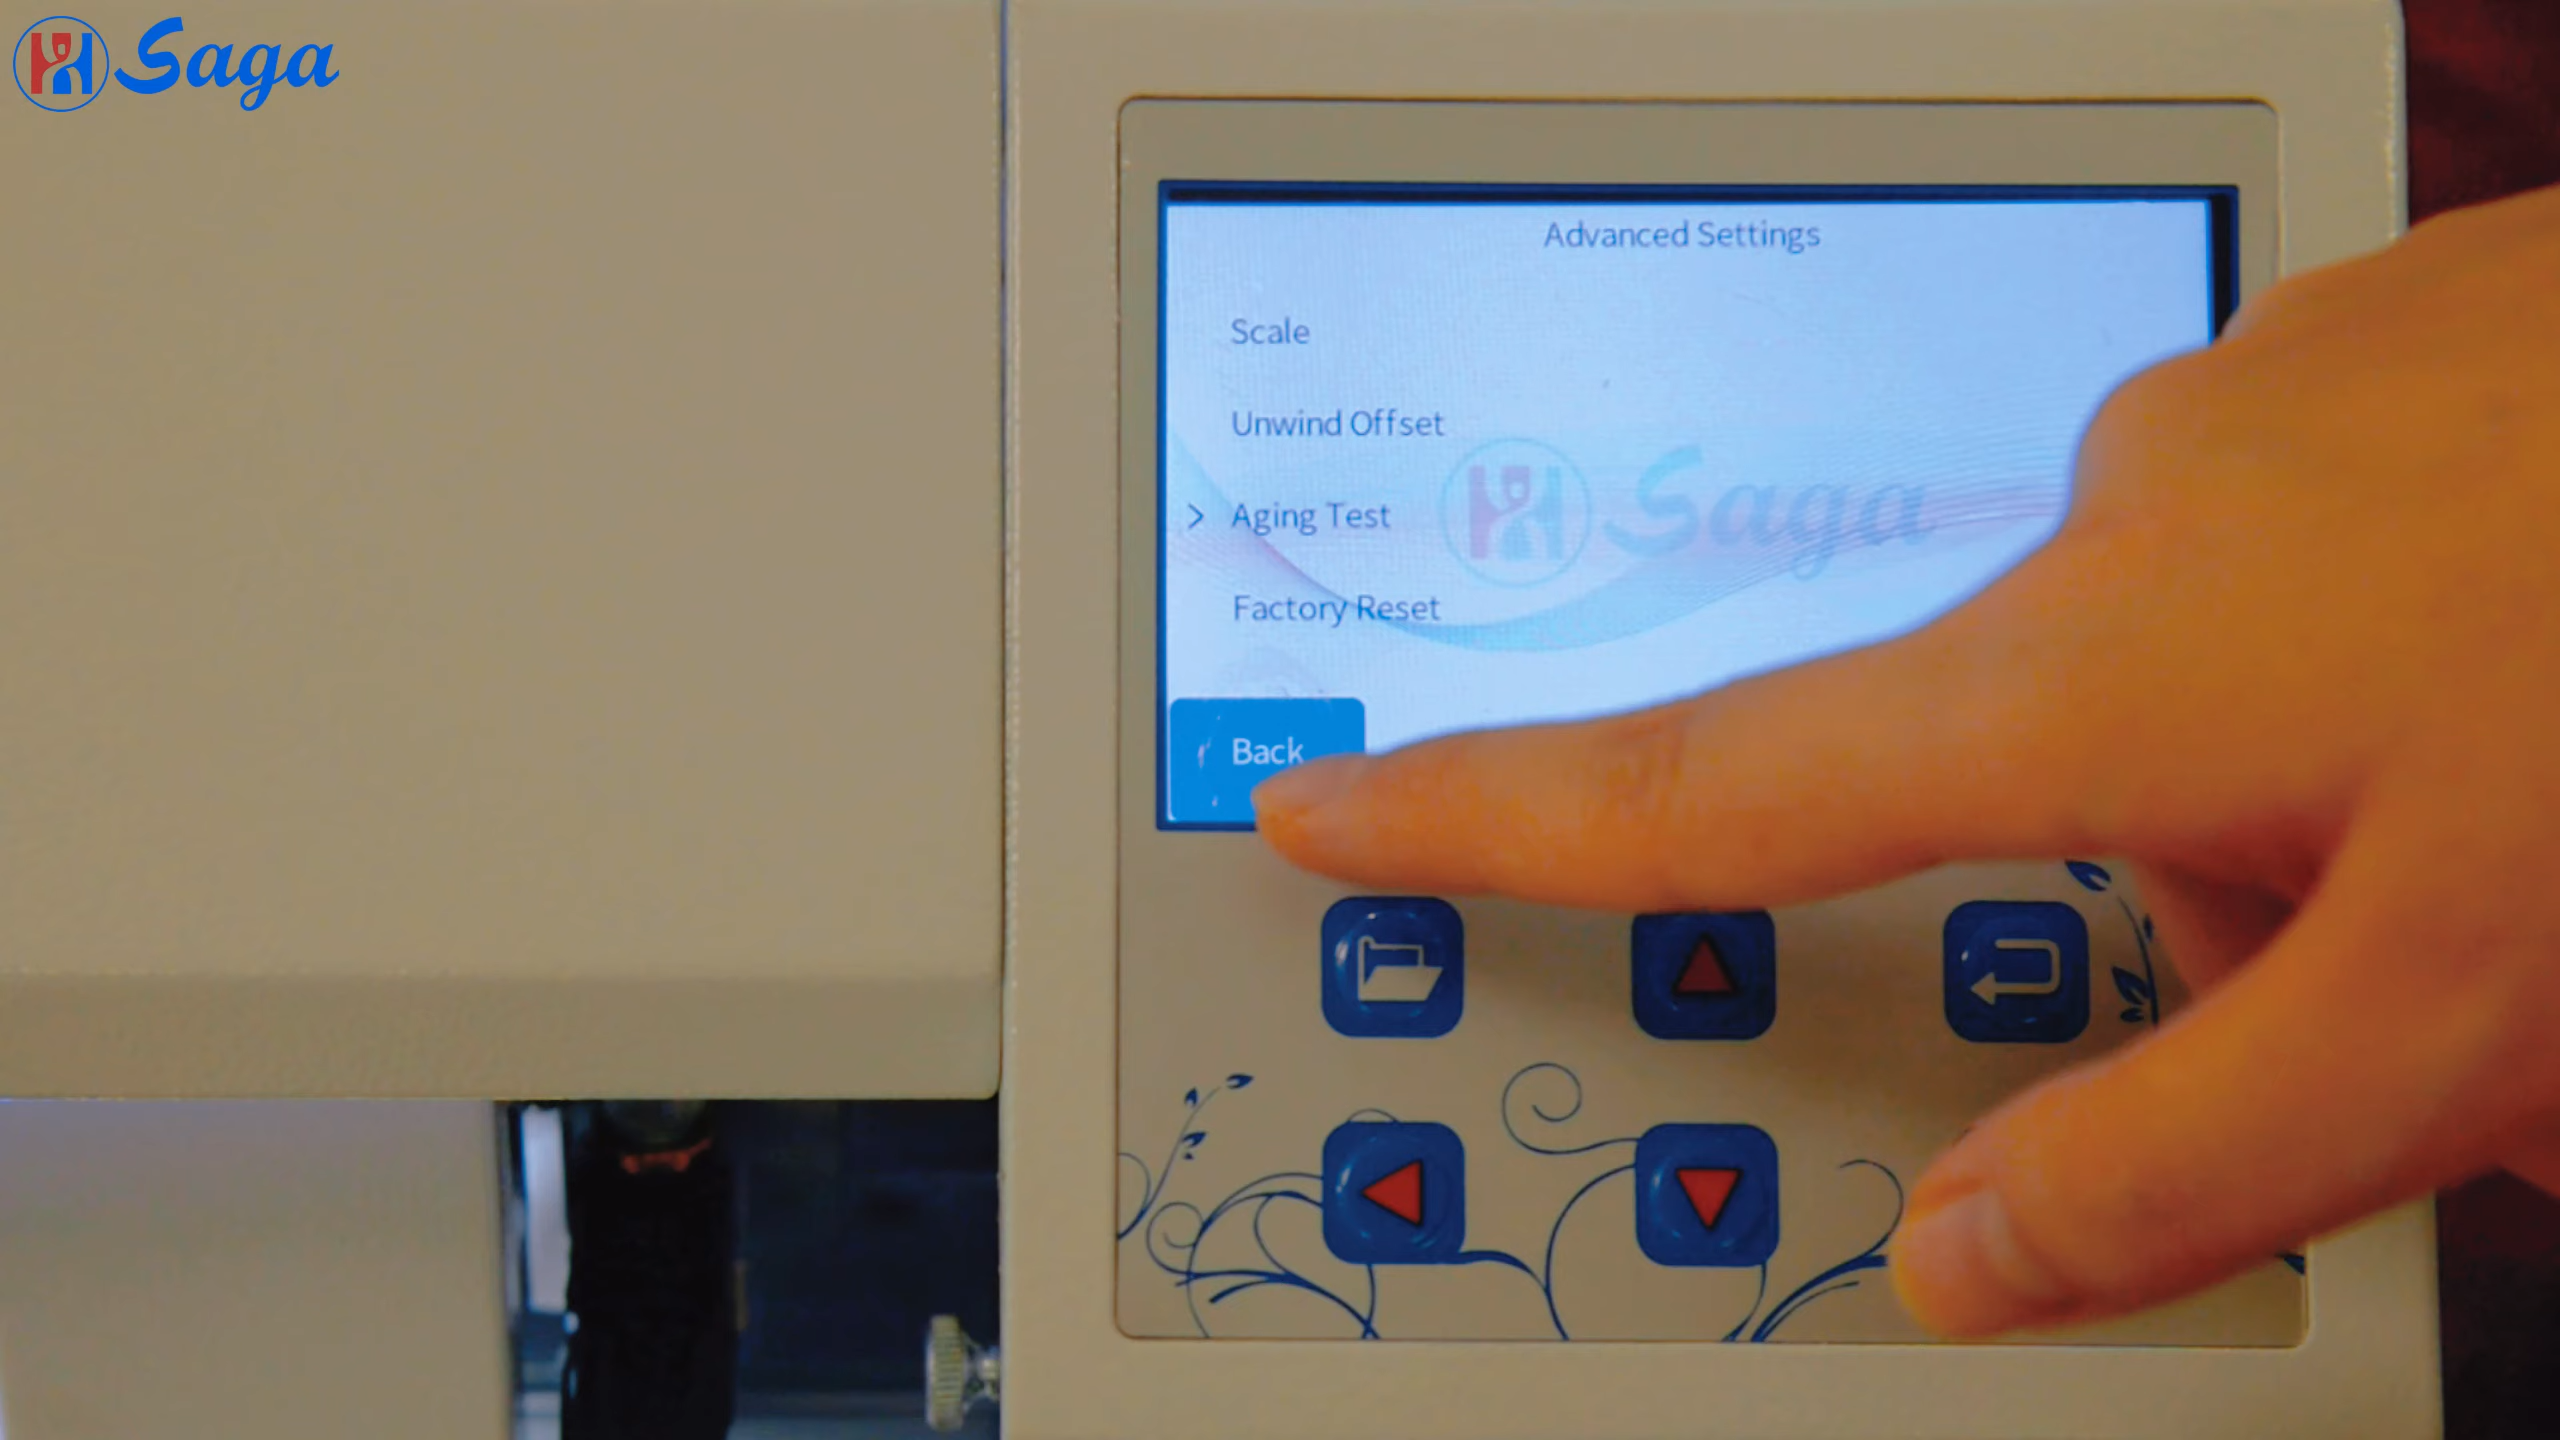 Saga
Advanced Settings
Scale
Unwind Offset
> Aging Test
Saga
Factory Reset
Back